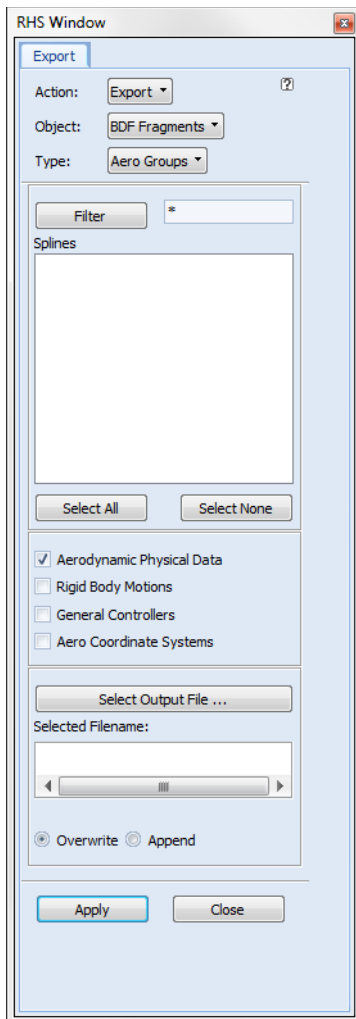 RHS Window
Export
Action: Export
Object: BDF Fragments
Type: Aero Groups
Filter *
Splines
Select All Select None
Aerodynamic Physical Data
Rigid Body Motions
General Controllers
Aero Coordinate Systems
Select Output File ...
Selected Filename:
Overwrite Append
Apply Close